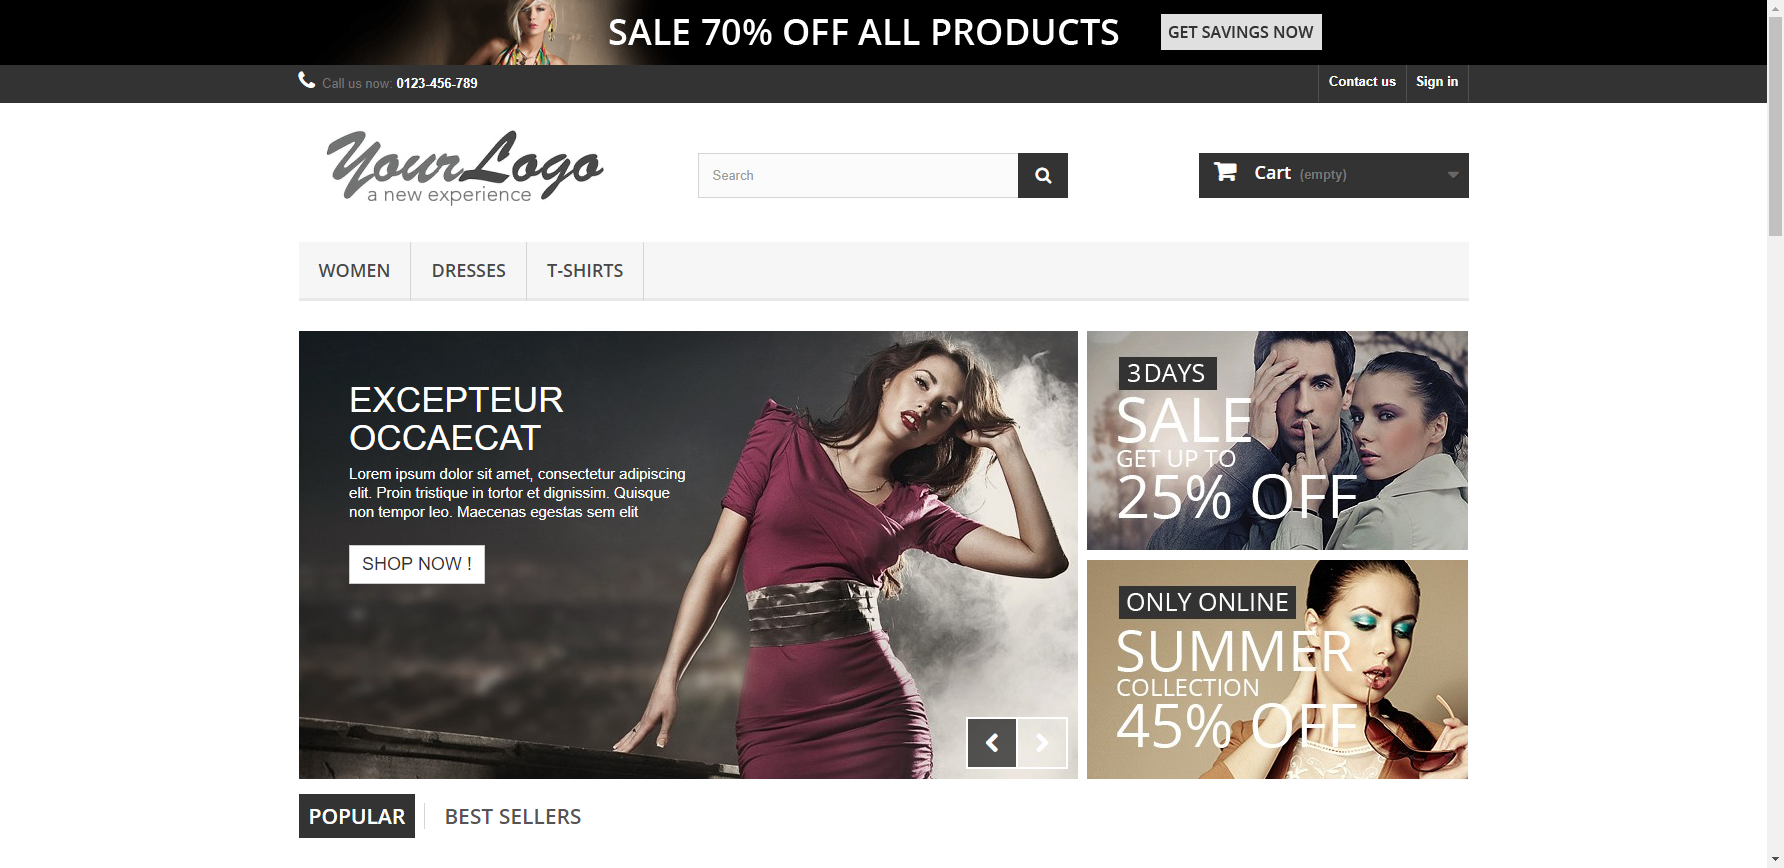 SALE 70% OFF ALL PRODUCTS
GET SAVINGS NOW
Call us now: 0123-456-789
Contact us
Sign in
YourLogo
a new experience
Search
Cart (empty)
WOMEN
DRESSES
T-SHIRTS
EXCEPTEUR
OCCAECAT
Lorem ipsum dolor sit amet, consectetur adipiscing
elit. Proin tristique in tortor et dignissim. Quisque
non tempor leo. Maecenas egestas sem elit
SHOP NOW !
3 DAYS
SALE
GET UP TO
25% OFF
ONLY ONLINE
SUMMER
COLLECTION
45% OFF
POPULAR
BEST SELLERS